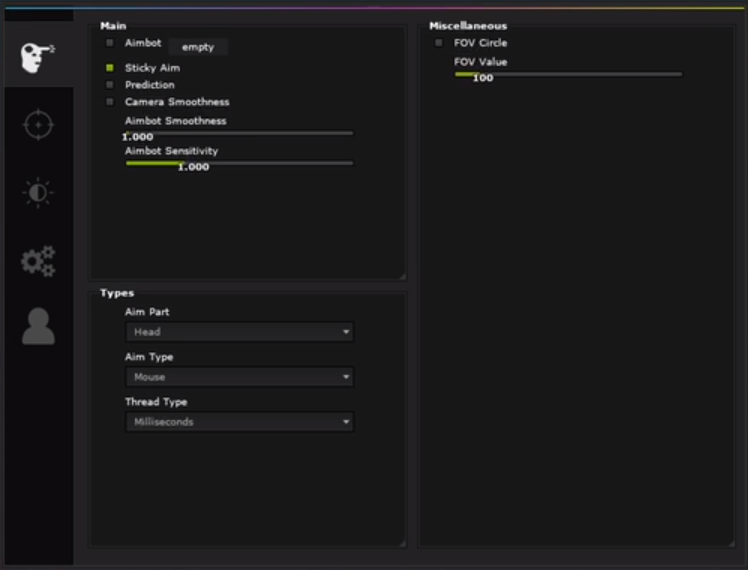 Main
Aimbot
empty
Sticky Aim
Prediction
Camera Smoothness
Aimbot Smoothness
1.000
Aimbot Sensitivity
1.000
Types
Aim Part
Head
Aim Type
Mouse
Thread Type
Milliseconds
Miscellaneous
FOV Circle
FOV Value
100